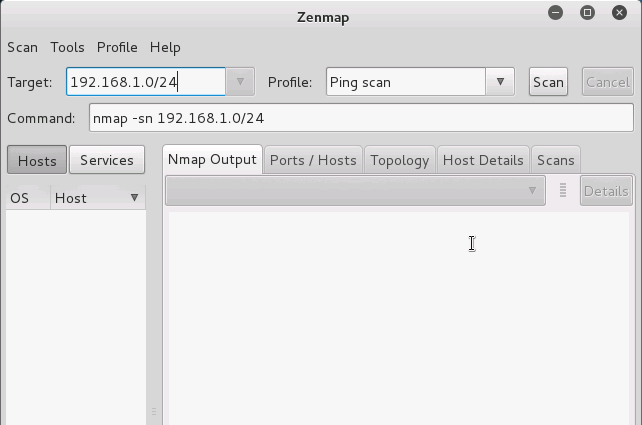 Zenmap
Scan Tools Profile Help
Target: 192.168.1.0/24 Profile: Ping scan Scan Cancel
Command: nmap -sn 192.168.1.0/24
Hosts Services Nmap Output Ports / Hosts Topology Host Details Scans
OS Host Details